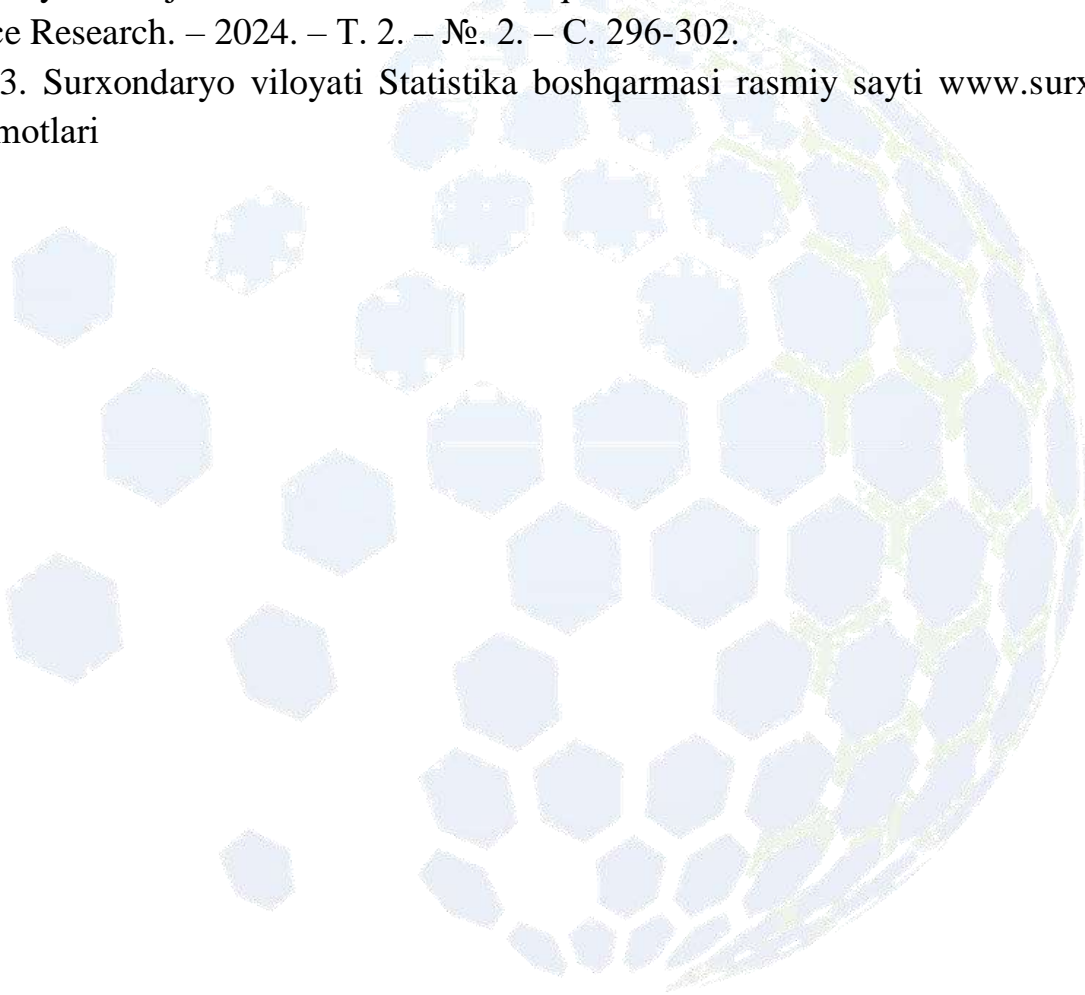 ce Research. – 2024. – Т. 2. – №. 2. – С. 296-302.
3. Surxondaryo viloyati Statistika boshqarmasi rasmiy sayti www.surx
motlari